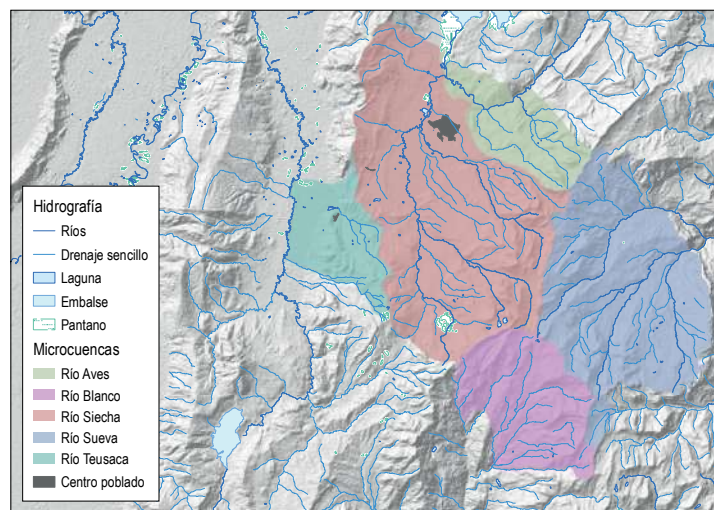 Hidrografía
Ríos
Drenaje sencillo
Laguna
Embalse
Pantano
Microcuencas
Río Aves
Río Blanco
Río Siecha
Río Sueva
Río Teusaca
Centro poblado